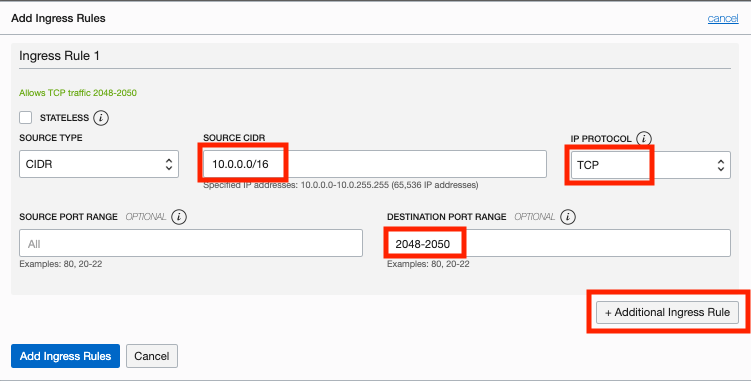 Add Ingress Rules cancel
Ingress Rule 1
Allows TCP traffic 2048-2050
STATELESS i
SOURCE TYPE SOURCE CIDR IP PROTOCOL i
CIDR 10.0.0.0/16 TCP
Specified IP addresses: 10.0.0.0-10.0.255.255 (65,536 IP addresses)
SOURCE PORT RANGE OPTIONAL i DESTINATION PORT RANGE OPTIONAL i
All 2048-2050
Examples: 80, 20-22 Examples: 80, 20-22
+ Additional Ingress Rule
Add Ingress Rules Cancel